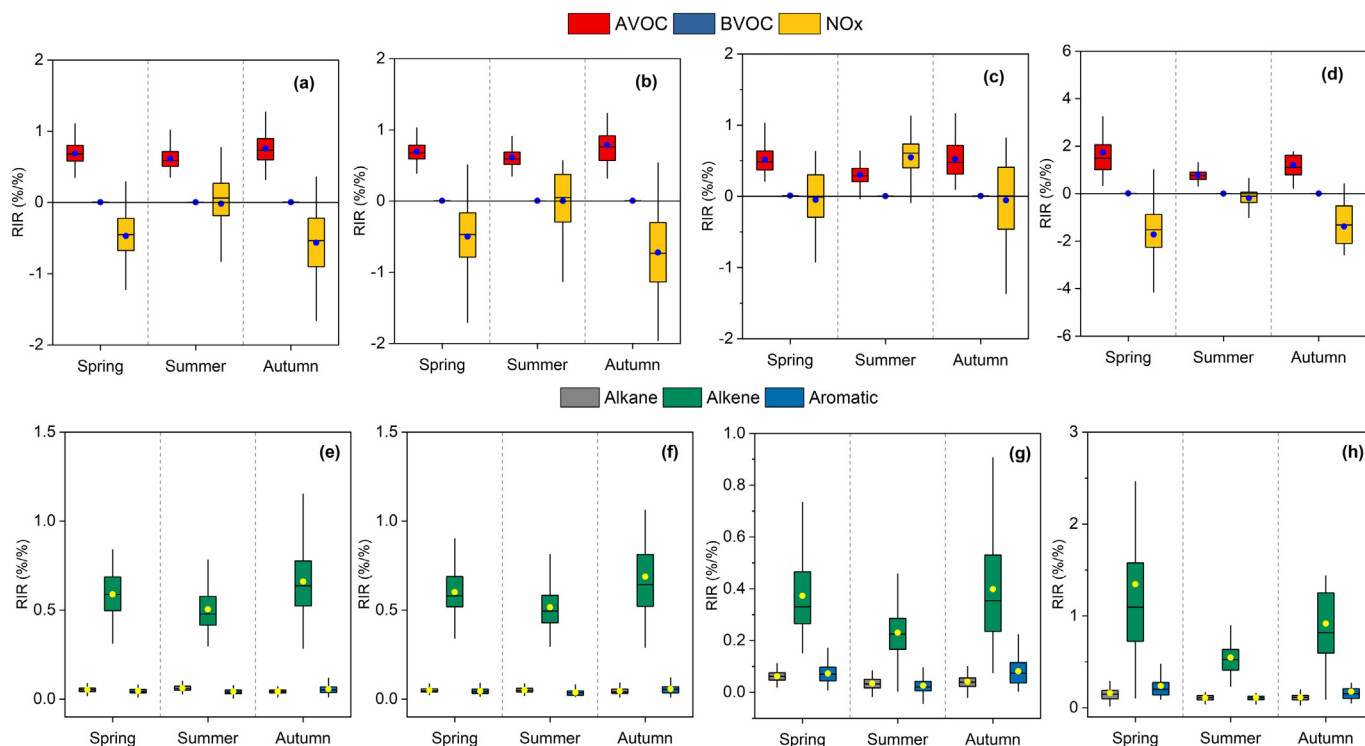 AVOC BVOC NOx
(a) (b) (c) (d)
2 2 2 6
1 1 1 4
2
0 0 0 0
-2
-1 -1 -1 -4
-2 -2 -2 -6
RIR (%/%) RIR (%/%) RIR (%/%) RIR (%/%)
Spring Summer Autumn Spring Summer Autumn Spring Summer Autumn Spring Summer Autumn
Alkane Alkene Aromatic
(e) (f) (g) (h)
1.5 1.5 1.0 3
0.8
1.0 1.0 0.6 2
0.5 0.5 0.4 1
0.2
0.0 0.0 0.0 0
RIR (%/%) RIR (%/%) RIR (%/%) RIR (%/%)
Spring Summer Autumn Spring Summer Autumn Spring Summer Autumn Spring Summer Autumn